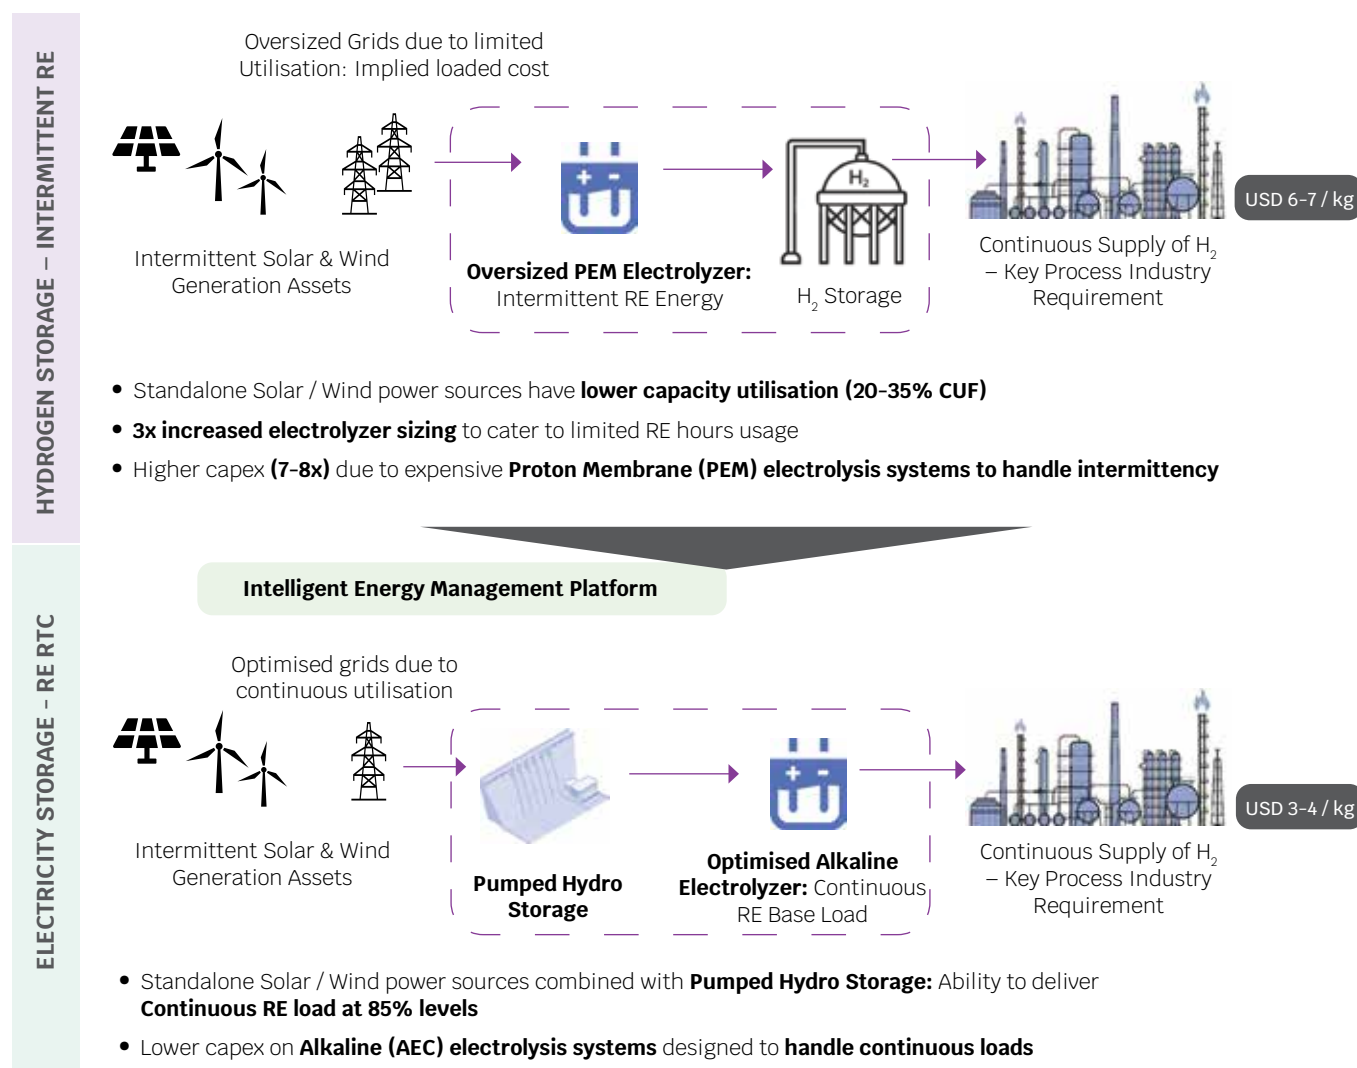 HYDROGEN STORAGE – INTERMITTENT RE
Oversized Grids due to limited
Utilisation: Implied loaded cost
Intermittent Solar & Wind
Generation Assets
+ -
Oversized PEM Electrolyzer:
Intermittent RE Energy
H2
H2 Storage
Continuous Supply of H2
– Key Process Industry
Requirement
USD 6-7 / kg
• Standalone Solar / Wind power sources have lower capacity utilisation (20-35% CUF)
• 3x increased electrolyzer sizing to cater to limited RE hours usage
• Higher capex (7-8x) due to expensive Proton Membrane (PEM) electrolysis systems to handle intermittency
ELECTRICITY STORAGE - RE RTC
Intelligent Energy Management Platform
Optimised grids due to
continuous utilisation
Intermittent Solar & Wind
Generation Assets
Pumped Hydro
Storage
+ -
Optimised Alkaline
Electrolyzer: Continuous
RE Base Load
Continuous Supply of H2
– Key Process Industry
Requirement
USD 3-4 / kg
• Standalone Solar / Wind power sources combined with Pumped Hydro Storage: Ability to deliver
Continuous RE load at 85% levels
• Lower capex on Alkaline (AEC) electrolysis systems designed to handle continuous loads